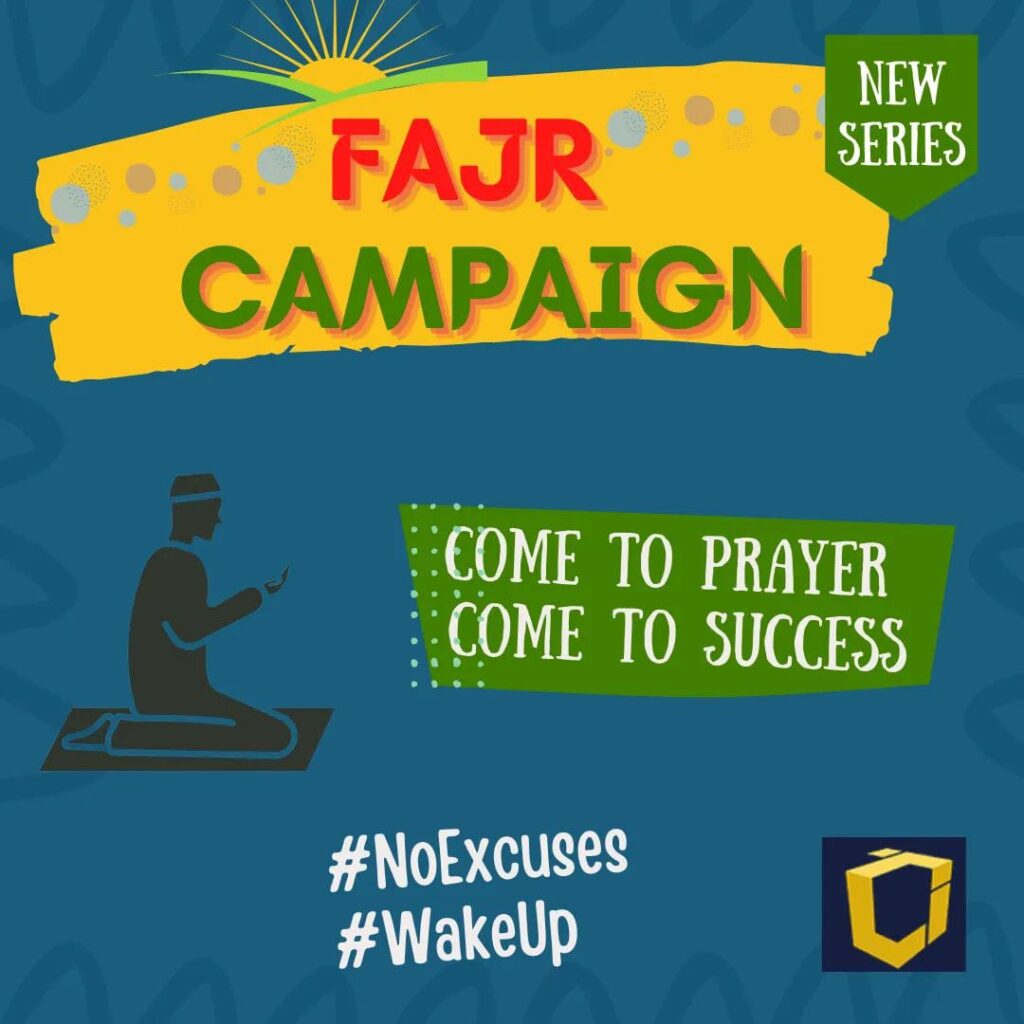 NEW
SERIES
FAJR
CAMPAIGN
COME TO PRAYER
COME TO SUCCESS
#NoExcuses
#WakeUp